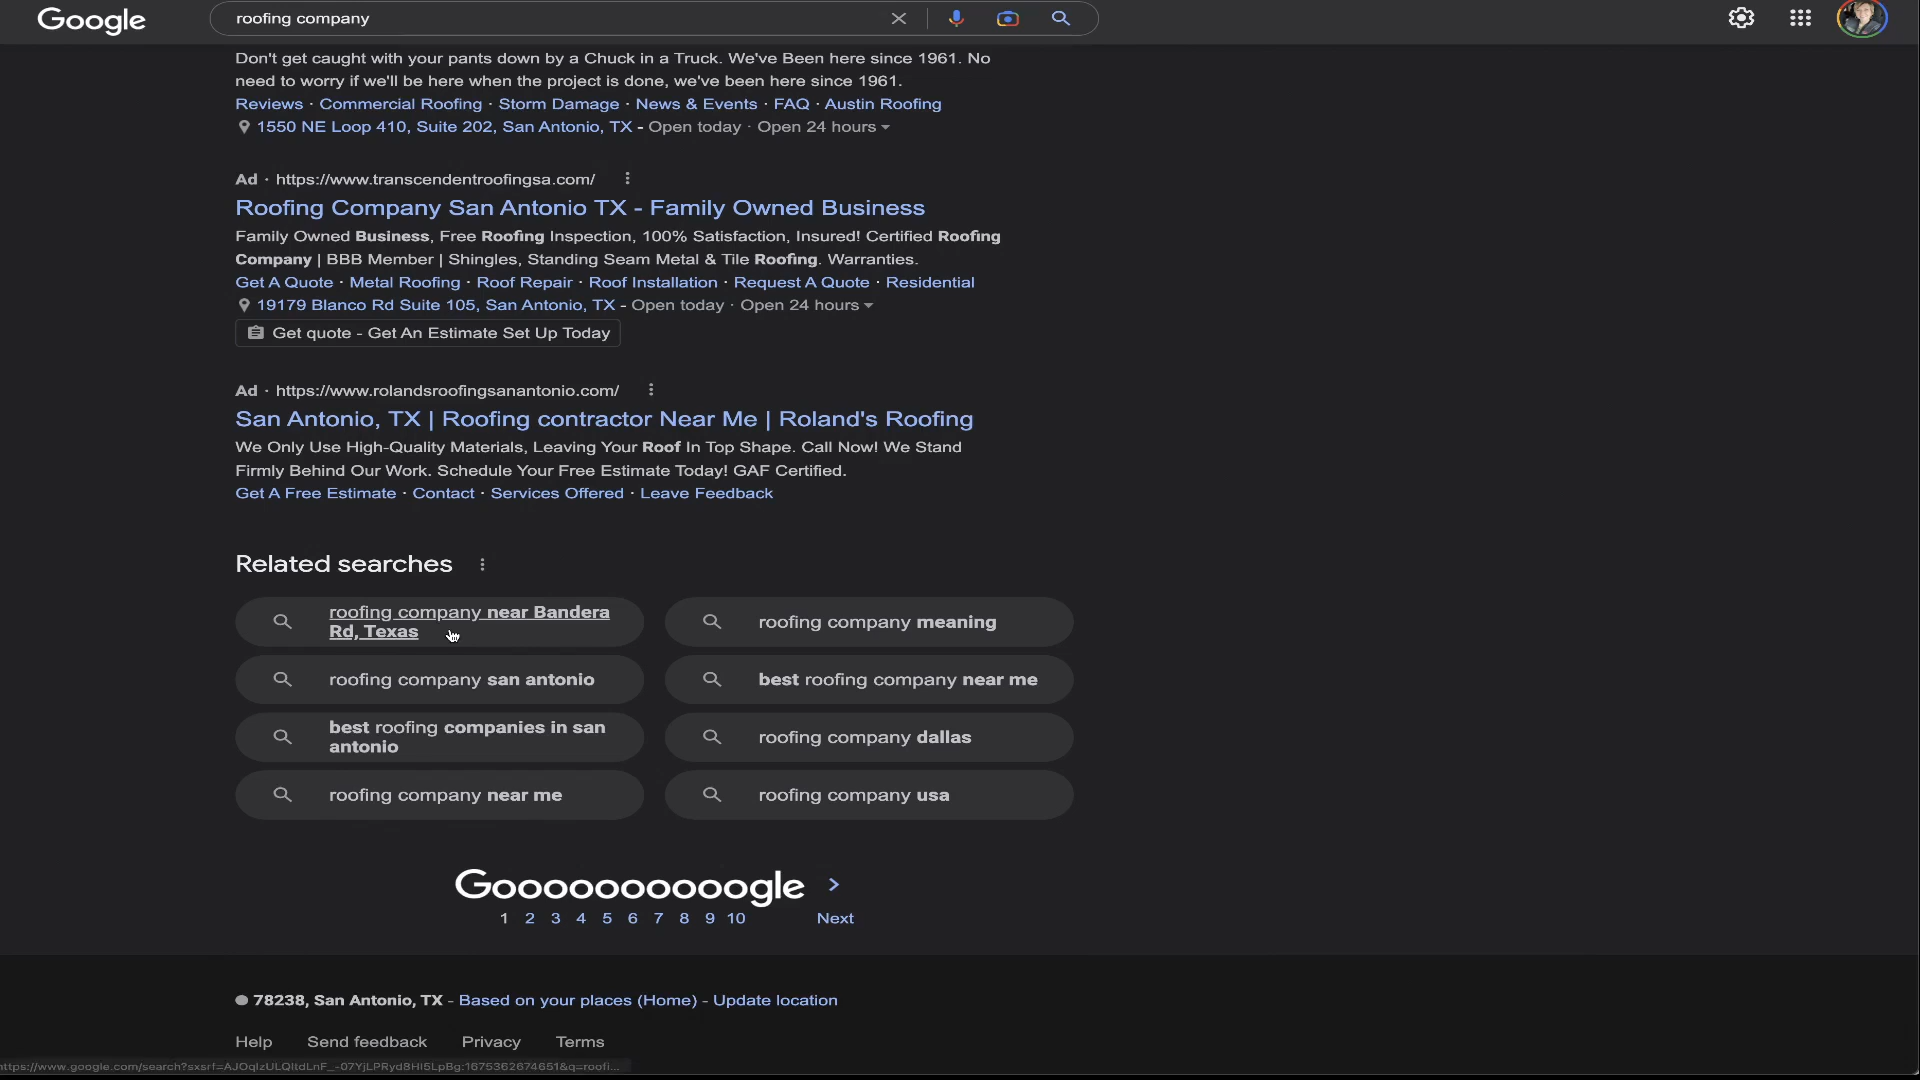 Google
roofing company
Don't get caught with your pants down by a Chuck in a Truck. We've Been here since 1961. No
need to worry if we'll be here when the project is done, we've been here since 1961.
Reviews · Commercial Roofing · Storm Damage · News & Events · FAQ · Austin Roofing
1550 NE Loop 410, Suite 202, San Antonio, TX - Open today · Open 24 hours
Ad · https://www.transcendentroofingsa.com/
Roofing Company San Antonio TX - Family Owned Business
Family Owned Business, Free Roofing Inspection, 100% Satisfaction, Insured! Certified Roofing
Company | BBB Member | Shingles, Standing Seam Metal & Tile Roofing. Warranties.
Get A Quote · Metal Roofing · Roof Repair · Roof Installation · Request A Quote · Residential
19179 Blanco Rd Suite 105, San Antonio, TX - Open today · Open 24 hours
Get quote - Get An Estimate Set Up Today
Ad · https://www.rolandsroofingsanantonio.com/
San Antonio, TX | Roofing contractor Near Me | Roland's Roofing
We Only Use High-Quality Materials, Leaving Your Roof In Top Shape. Call Now! We Stand
Firmly Behind Our Work. Schedule Your Free Estimate Today! GAF Certified.
Get A Free Estimate · Contact · Services Offered · Leave Feedback
Related searches
roofing company near Bandera
Rd, Texas
roofing company meaning
roofing company san antonio
best roofing company near me
best roofing companies in san
antonio
roofing company dallas
roofing company near me
roofing company usa
Goooooooooogle >
1 2 3 4 5 6 7 8 9 10 Next
78238, San Antonio, TX - Based on your places (Home) - Update location
Help Send feedback Privacy Terms